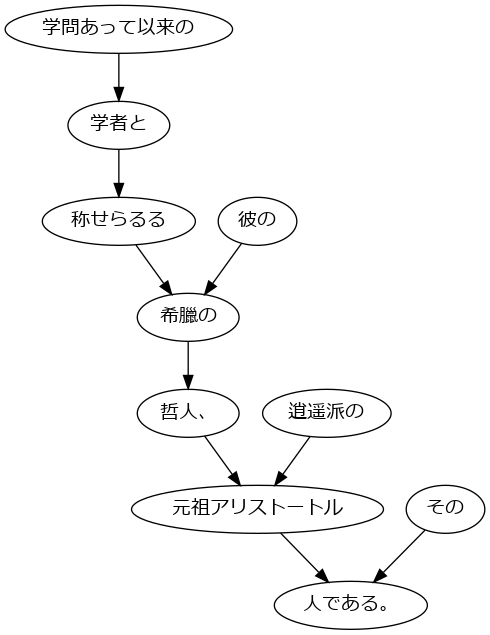 学問あって以来の
学者と
称せらるる
彼の
希臘の
哲人、
逍遥派の
元祖アリストートル
その
人である。